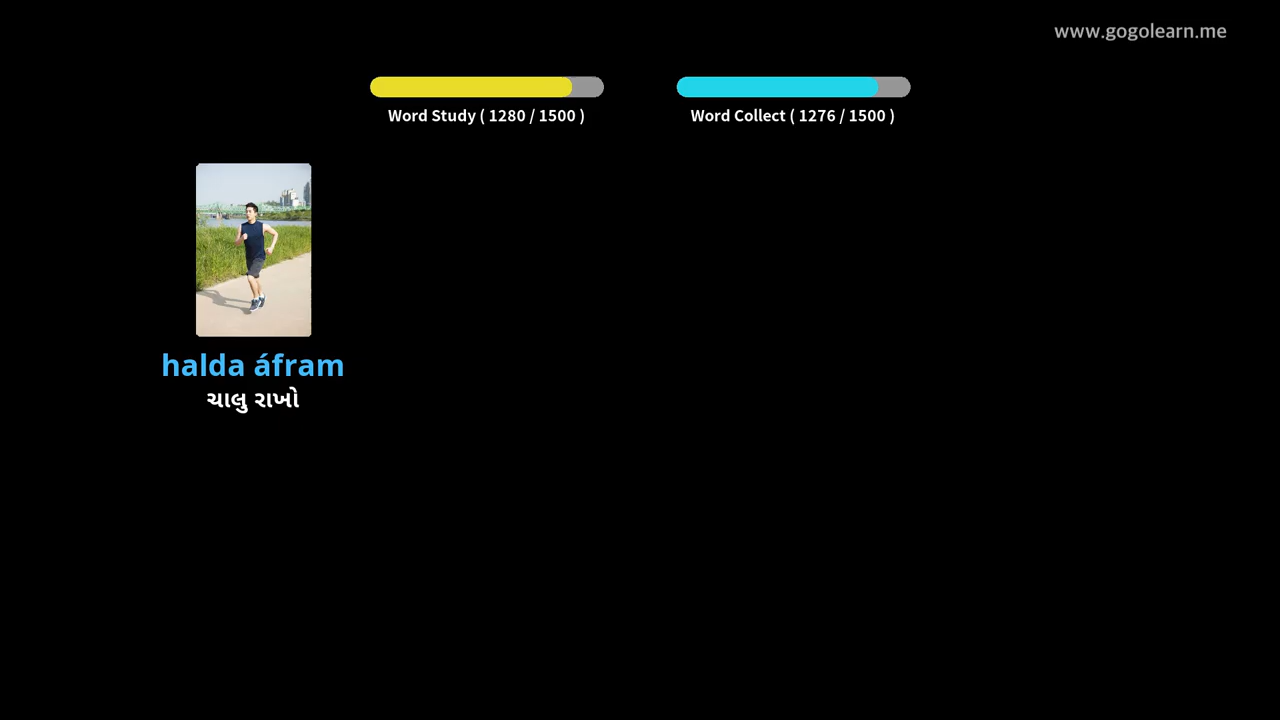 www.gogolearn.me
Word Study ( 1280 / 1500 )
Word Collect ( 1276 / 1500 )
halda áfram
ચાલુ રાખો